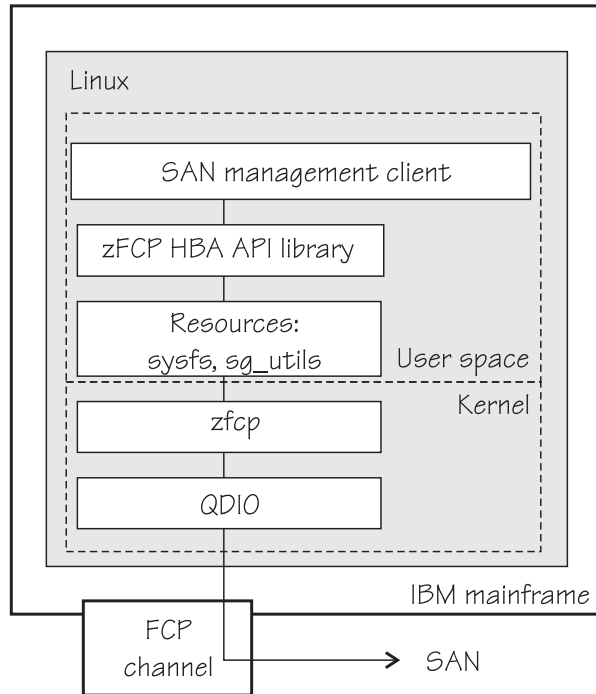 Linux
SAN management client
zFCP HBA API library
Resources:
sysfs, sg_utils
User space
Kernel
zfcp
QDIO
IBM mainframe
FCP
channel
SAN